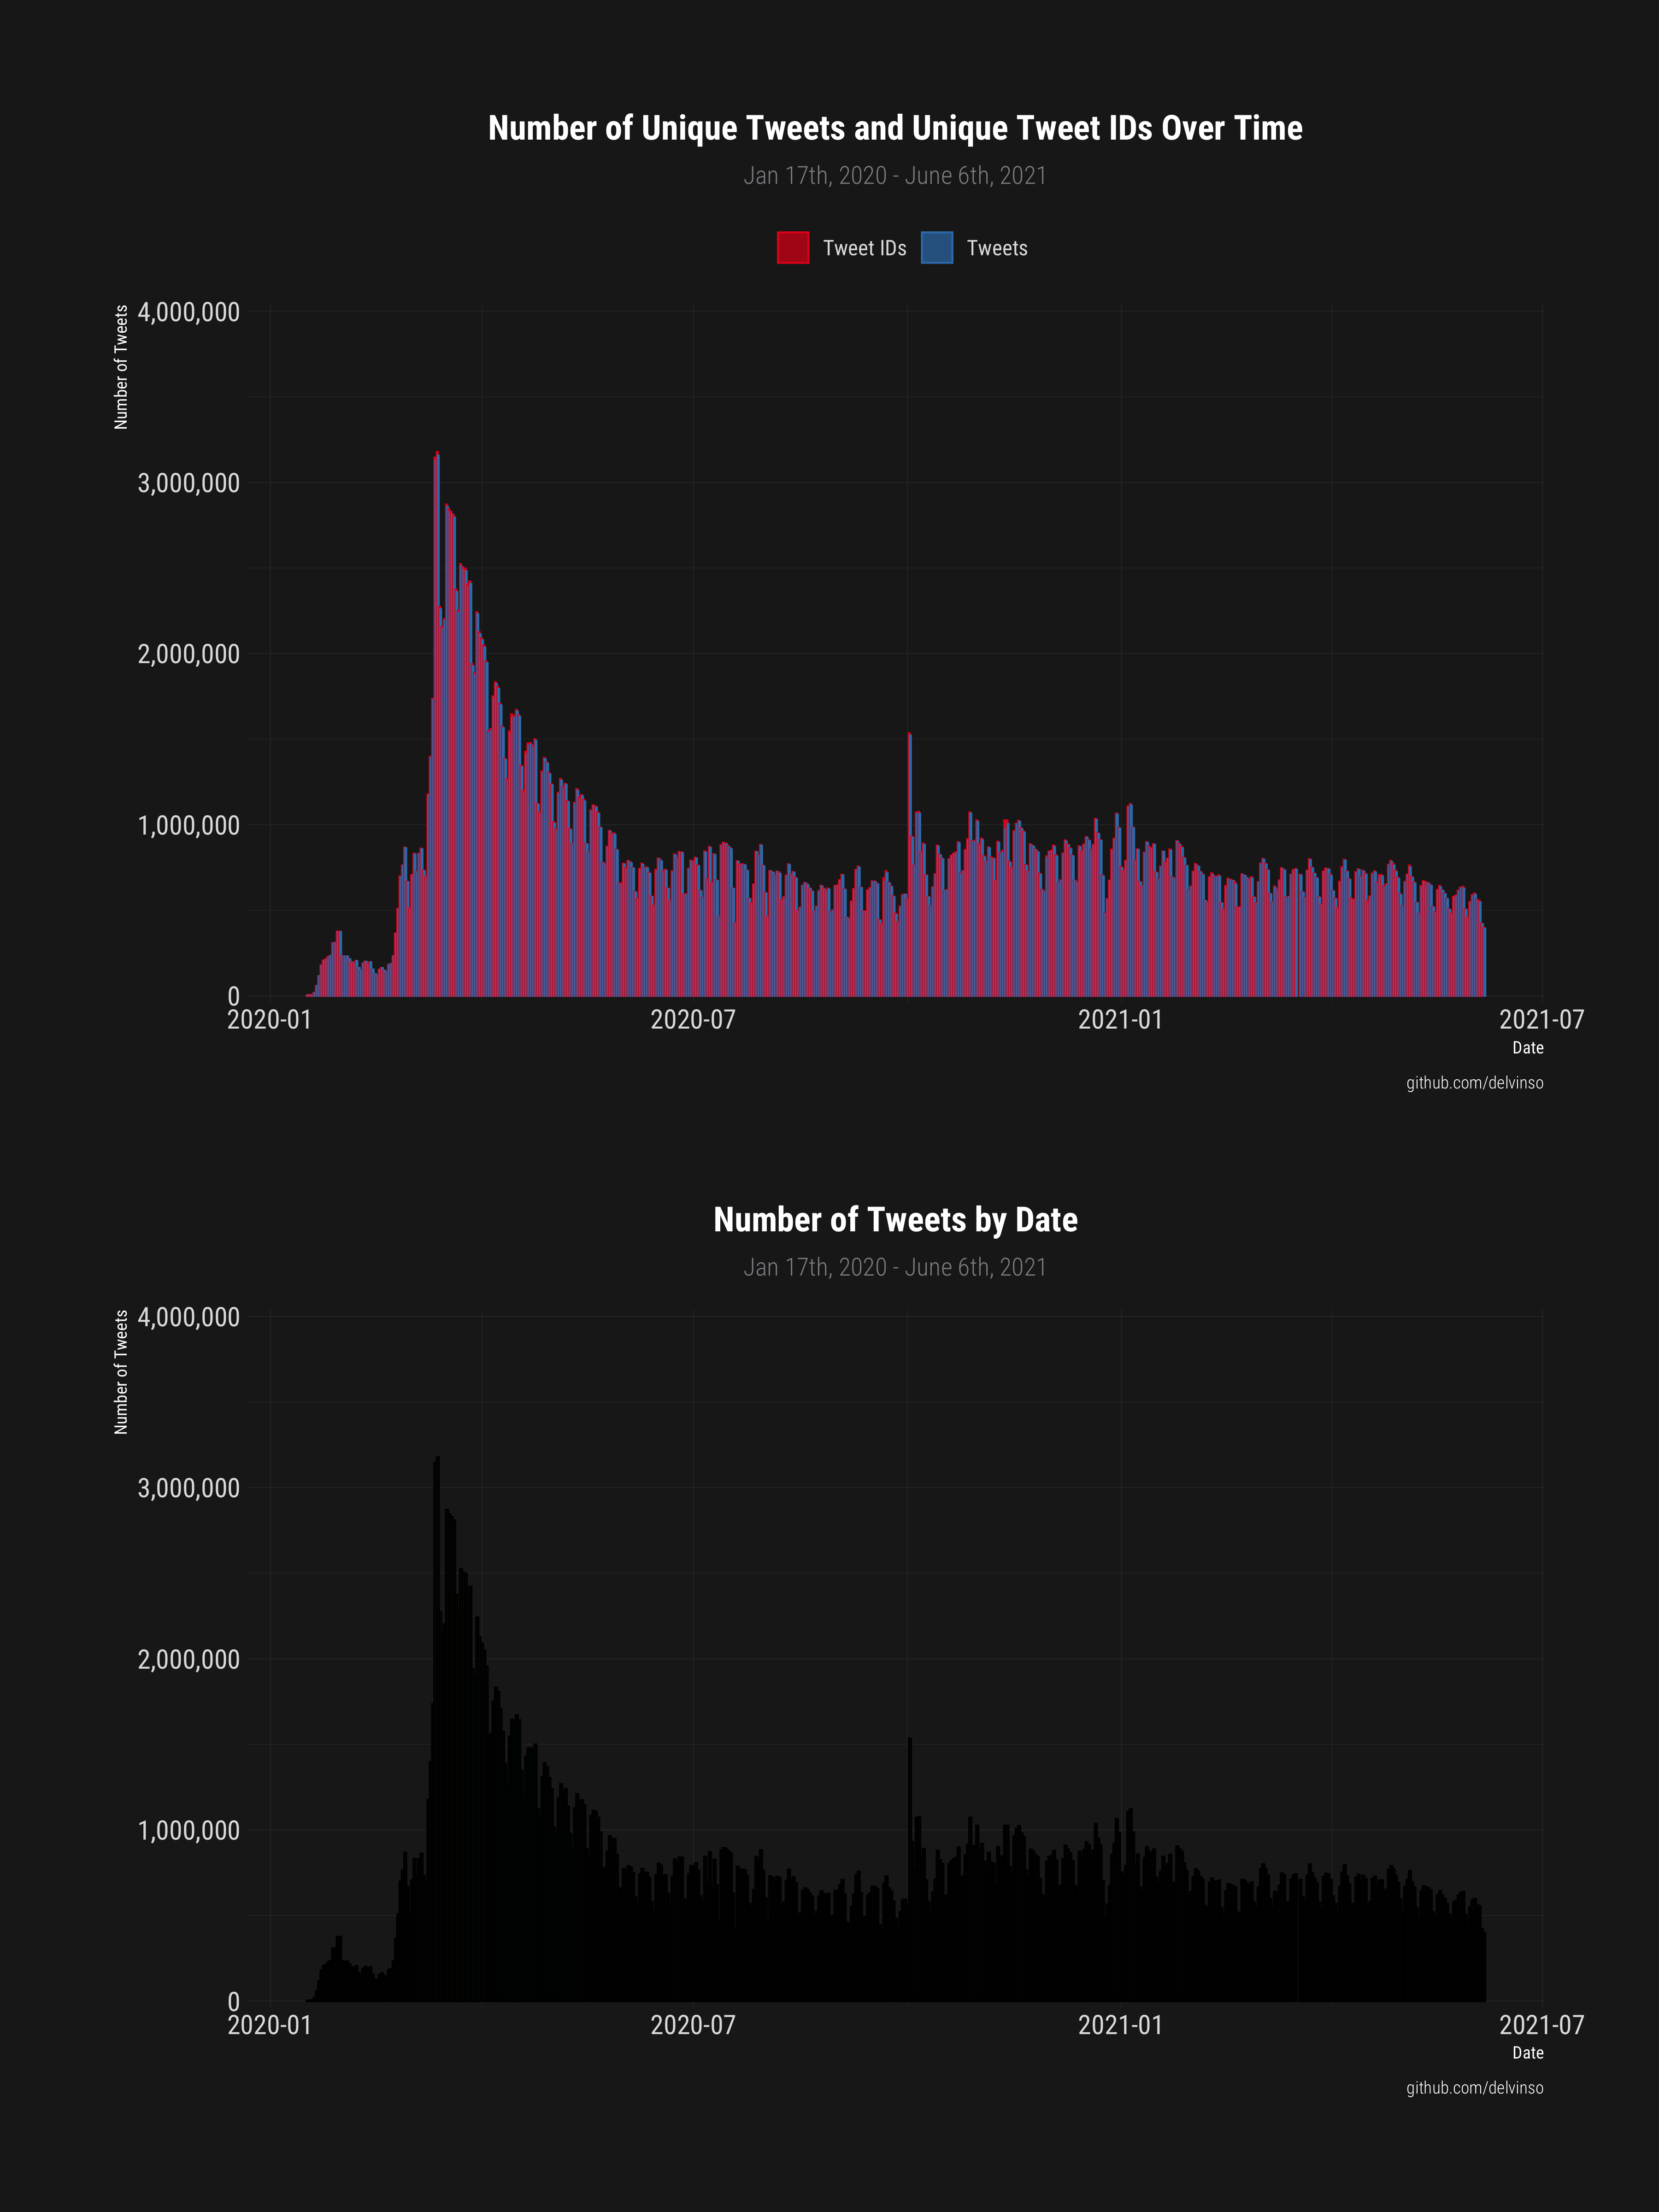 Number of Unique Tweets and Unique Tweet IDs Over Time
Jan 17th, 2020 - June 6th, 2021
Tweet IDs Tweets
Number of Tweets
4,000,000
3,000,000
2,000,000
1,000,000
0
2020-01 2020-07 2021-01 2021-07
Date
github.com/delvinso
Number of Tweets by Date
Jan 17th, 2020 - June 6th, 2021
Number of Tweets
4,000,000
3,000,000
2,000,000
1,000,000
0
2020-01 2020-07 2021-01 2021-07
Date
github.com/delvinso